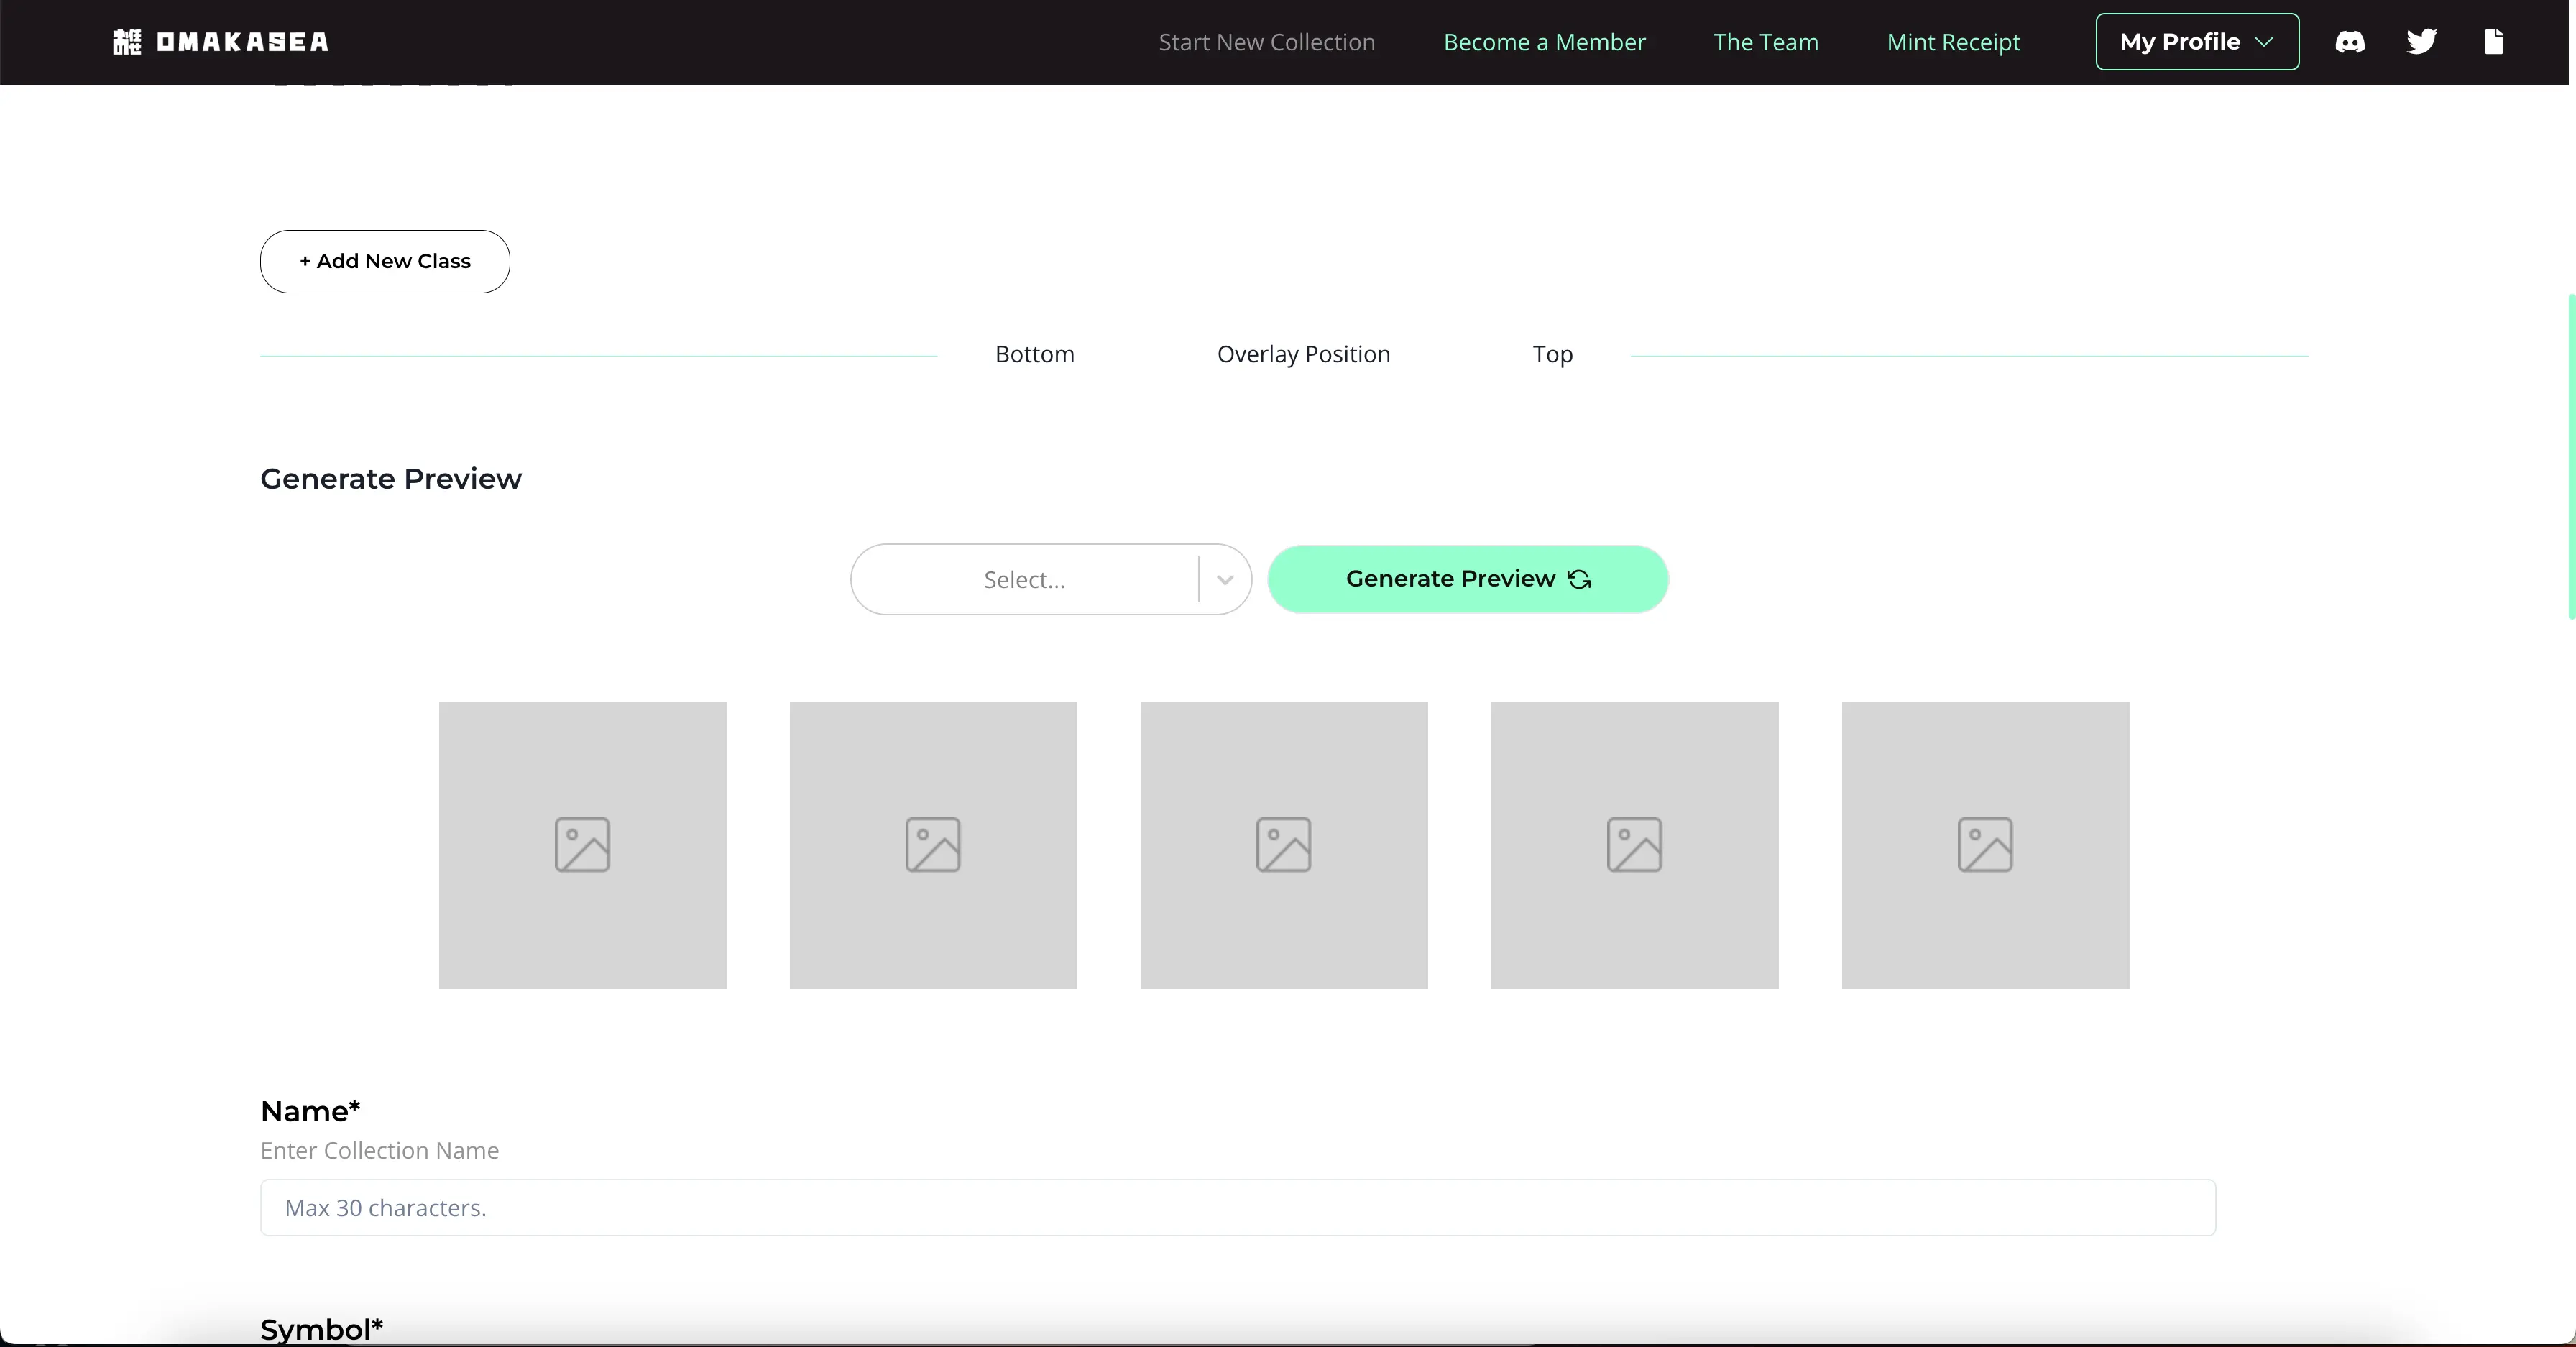 OMAKASEA
Start New Collection
Become a Member
The Team
Mint Receipt
My Profile
+ Add New Class
Bottom
Overlay Position
Top
Generate Preview
Select...
Generate Preview
Name*
Enter Collection Name
Max 30 characters.
Symbol*